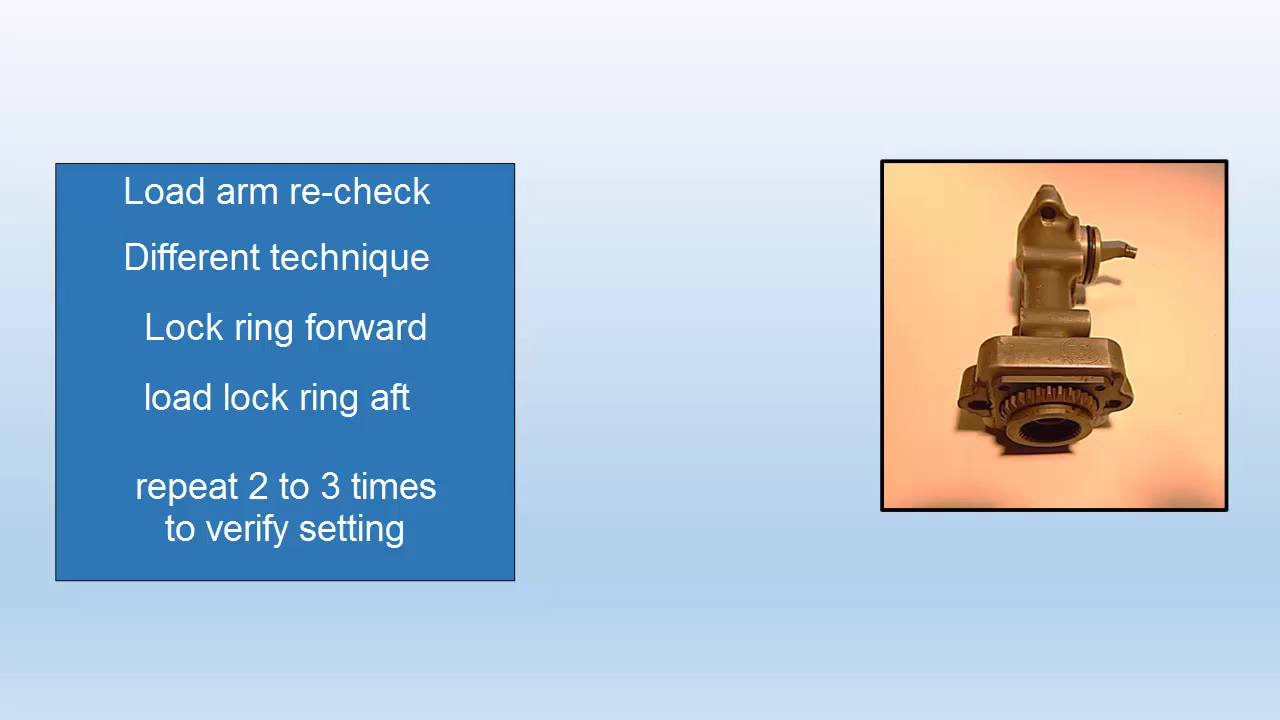 Load arm re-check
Different technique
Lock ring forward
load lock ring aft
repeat 2 to 3 times
to verify setting